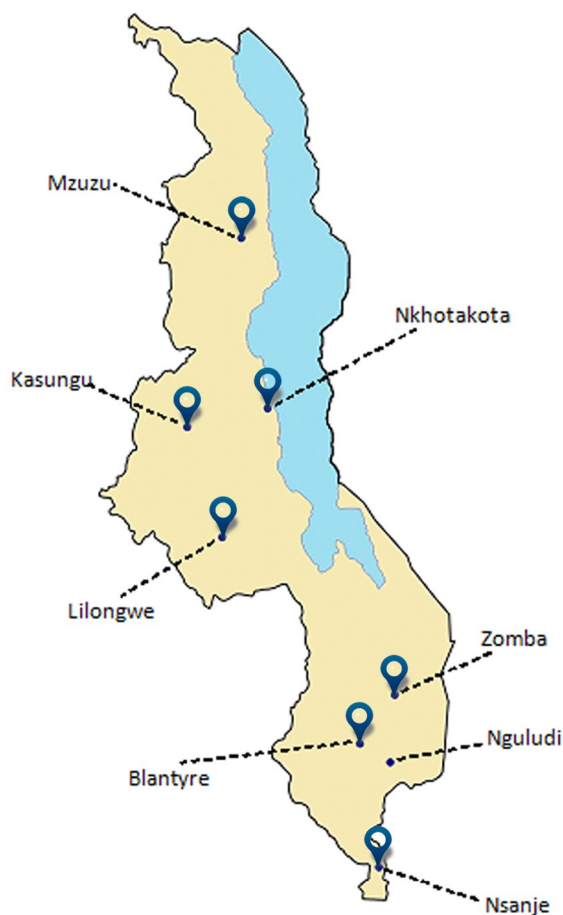 Mzuzu
Nkhotakota
Kasungu
Lilongwe
Zomba
Nguludi
Blantyre
Nsanje